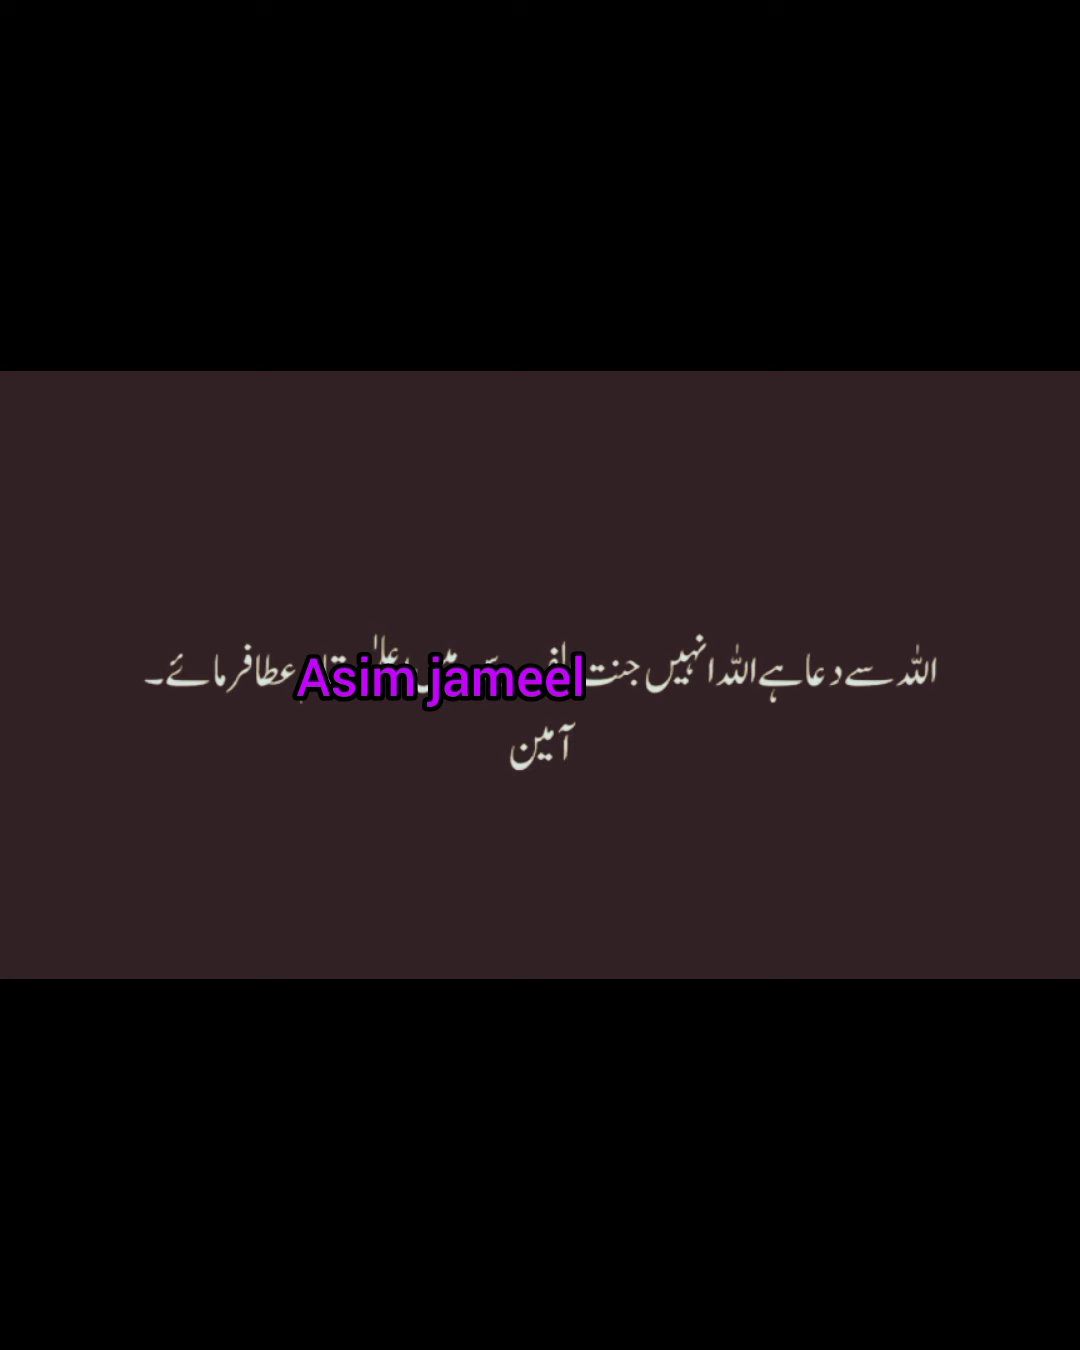 اللہ سے دعا ہے اللہ انہیں جنت عطا فرمائے۔
Asim jameel
آمین